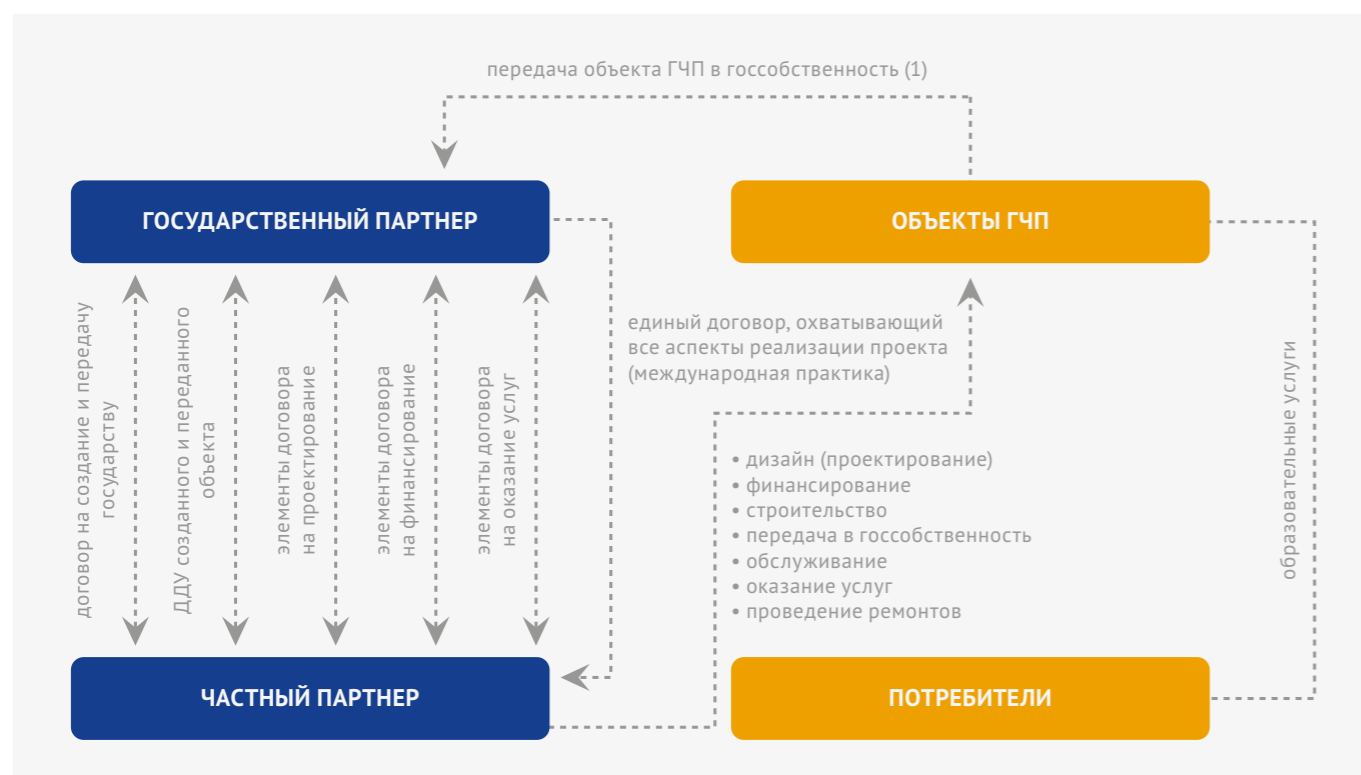 передача объекта ГЧП в госсобственность (1)
ГОСУДАРСТВЕННЫЙ ПАРТНЕР
ОБЪЕКТЫ ГЧП
договор на создание и передачу
государству
ДДУ созданного и переданного
объекта
элементы договора
на проектирование
элементы договора
на финансирование
элементы договора
на оказание услуг
единый договор, охватывающий
все аспекты реализации проекта
(международная практика)
• дизайн (проектирование)
• финансирование
• строительство
• передача в госсобственность
• обслуживание
• оказание услуг
• проведение ремонтов
образовательные услуги
ЧАСТНЫЙ ПАРТНЕР
ПОТРЕБИТЕЛИ